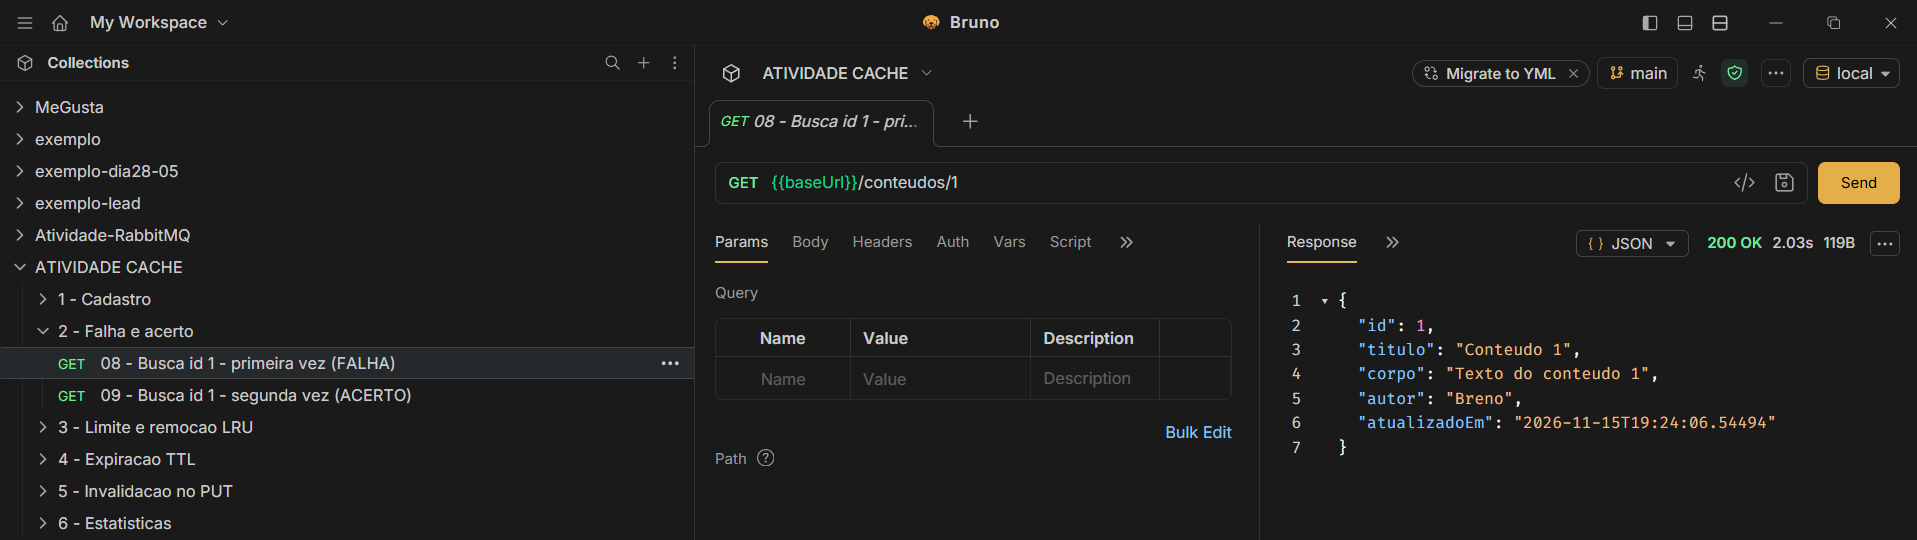 My Workspace
Bruno
Collections
MeGusta
exemplo
exemplo-dia28-05
exemplo-lead
Atividade-RabbitMQ
ATIVIDADE CACHE
1 - Cadastro
2 - Falha e acerto
GET 08 - Busca id 1 - primeira vez (FALHA)
GET 09 - Busca id 1 - segunda vez (ACERTO)
3 - Limite e remocao LRU
4 - Expiracao TTL
5 - Invalidacao no PUT
6 - Estatisticas
ATIVIDADE CACHE
Migrate to YML
main
local
GET 08 - Busca id 1 - pri...
GET {{baseUrl}}/conteudos/1
Send
Params Body Headers Auth Vars Script
Query
Name Value Description
Name Value Description
Bulk Edit
Path
Response
{ } JSON
200 OK 2.03s 119B
1 {
2 "id": 1,
3 "titulo": "Conteudo 1",
4 "corpo": "Texto do conteudo 1",
5 "autor": "Breno",
6 "atualizadoEm": "2026-11-15T19:24:06.54494"
7 }